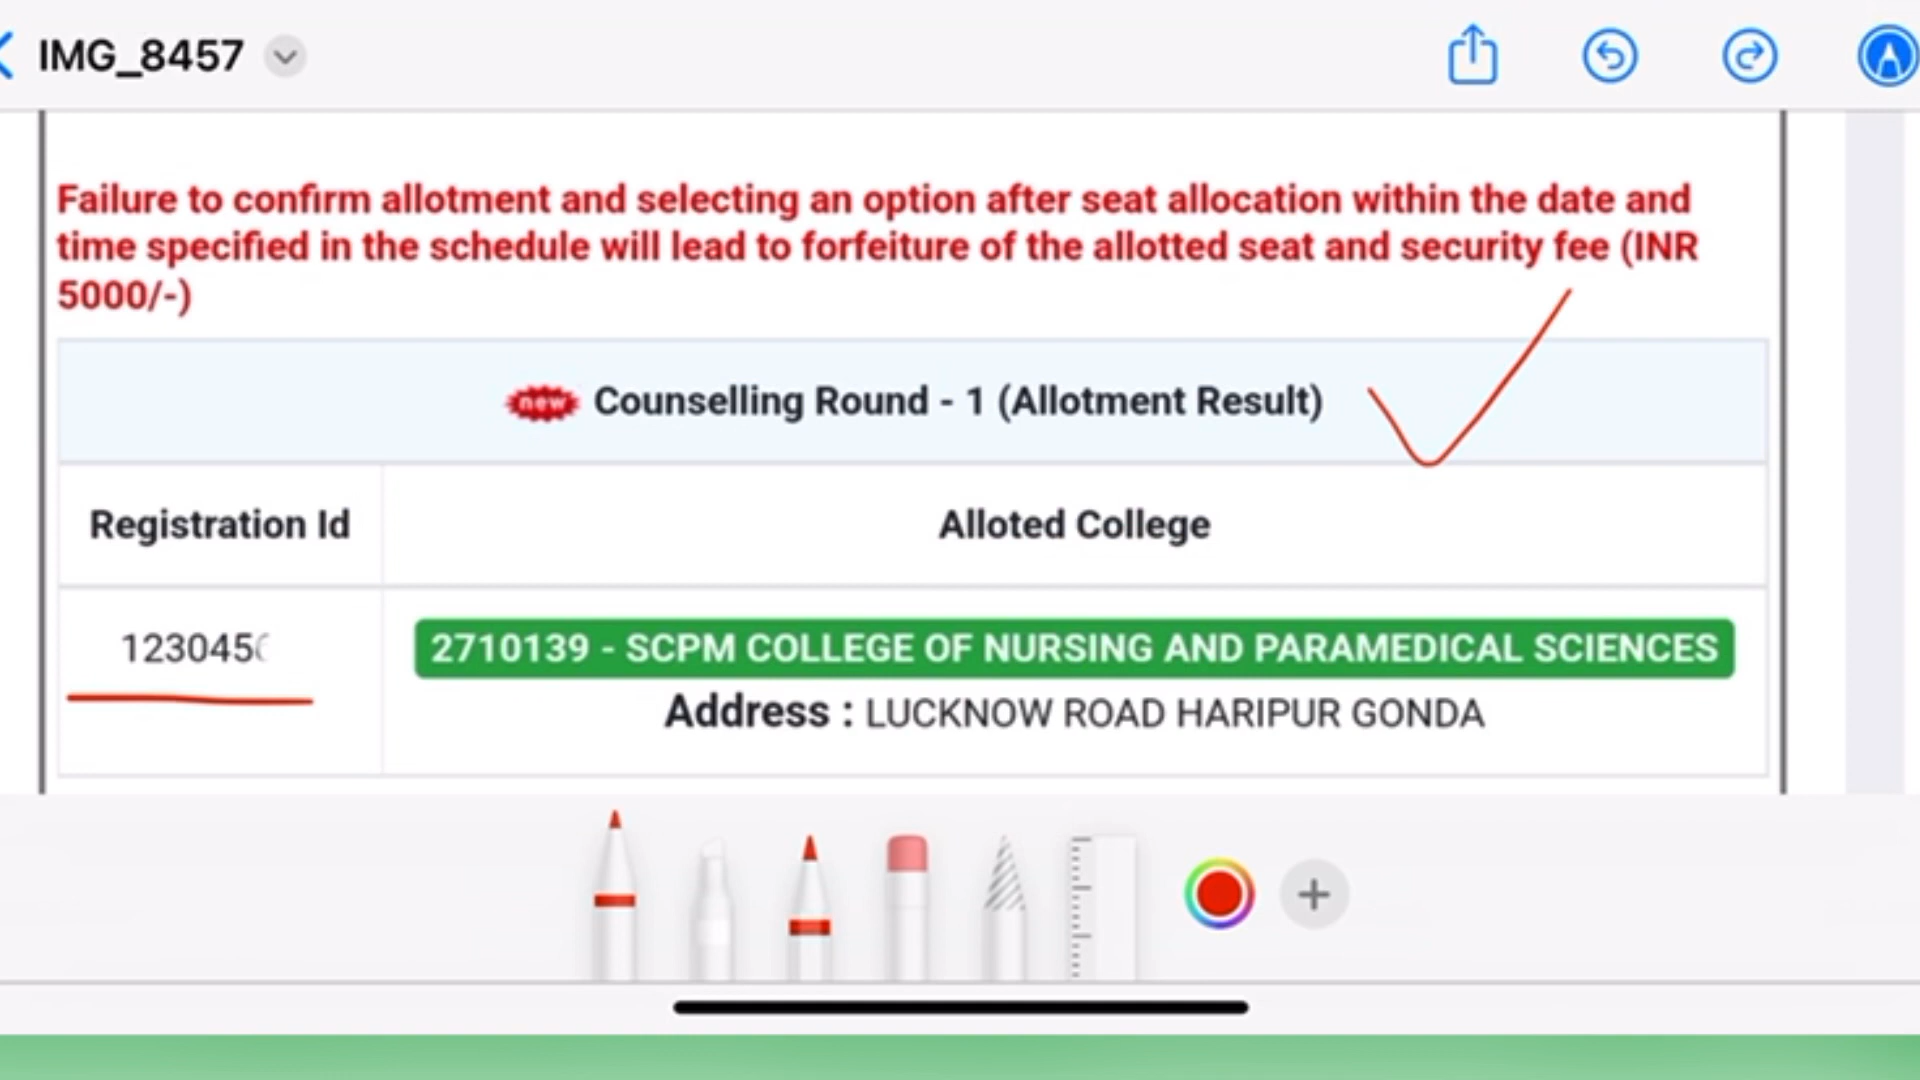 IMG_8457
Failure to confirm allotment and selecting an option after seat allocation within the date and
time specified in the schedule will lead to forfeiture of the allotted seat and security fee (INR
5000/-)
new Counselling Round - 1 (Allotment Result)
Registration Id
Alloted College
123045
2710139 - SCPM COLLEGE OF NURSING AND PARAMEDICAL SCIENCES
Address : LUCKNOW ROAD HARIPUR GONDA